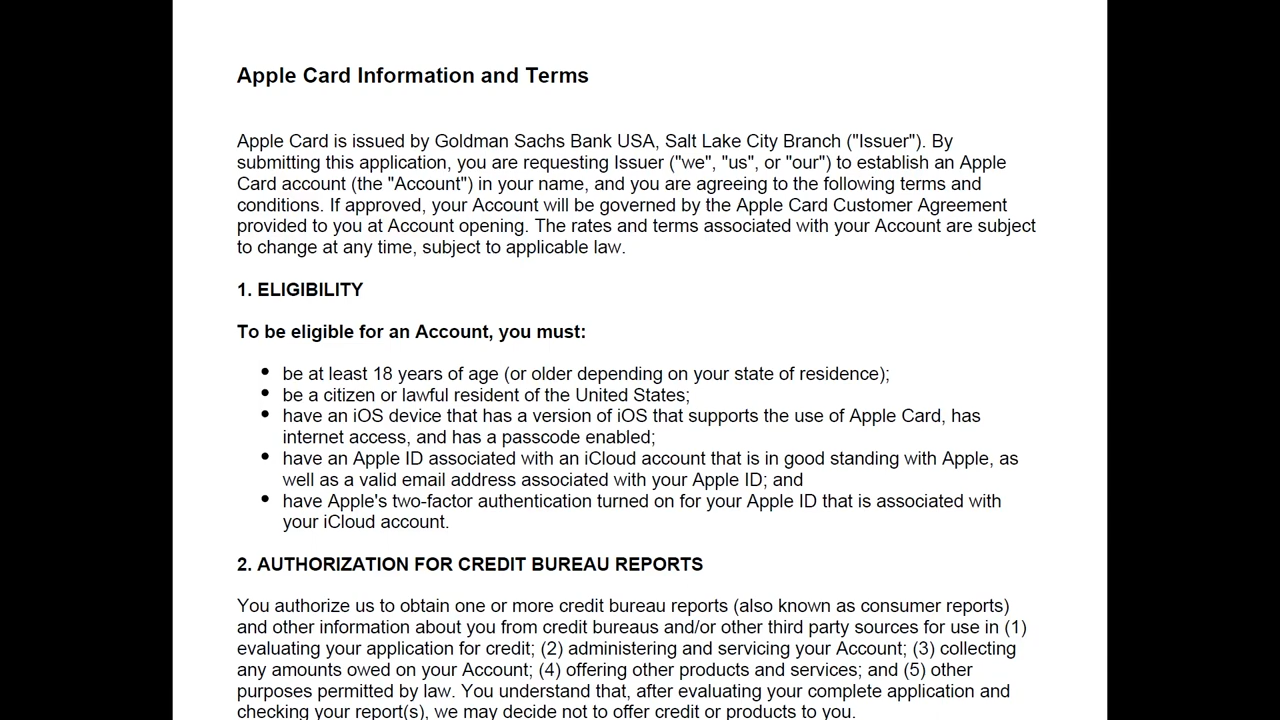 Apple Card Information and Terms
Apple Card is issued by Goldman Sachs Bank USA, Salt Lake City Branch ("Issuer"). By
submitting this application, you are requesting Issuer ("we", "us", or "our") to establish an Apple
Card account (the "Account") in your name, and you are agreeing to the following terms and
conditions. If approved, your Account will be governed by the Apple Card Customer Agreement
provided to you at Account opening. The rates and terms associated with your Account are subject
to change at any time, subject to applicable law.
1. ELIGIBILITY
To be eligible for an Account, you must:
• be at least 18 years of age (or older depending on your state of residence);
• be a citizen or lawful resident of the United States;
• have an iOS device that has a version of iOS that supports the use of Apple Card, has
internet access, and has a passcode enabled;
• have an Apple ID associated with an iCloud account that is in good standing with Apple, as
well as a valid email address associated with your Apple ID; and
• have Apple's two-factor authentication turned on for your Apple ID that is associated with
your iCloud account.
2. AUTHORIZATION FOR CREDIT BUREAU REPORTS
You authorize us to obtain one or more credit bureau reports (also known as consumer reports)
and other information about you from credit bureaus and/or other third party sources for use in (1)
evaluating your application for credit; (2) administering and servicing your Account; (3) collecting
any amounts owed on your Account; (4) offering other products and services; and (5) other
purposes permitted by law. You understand that, after evaluating your complete application and
checking your report(s), we may decide not to offer credit or products to you.